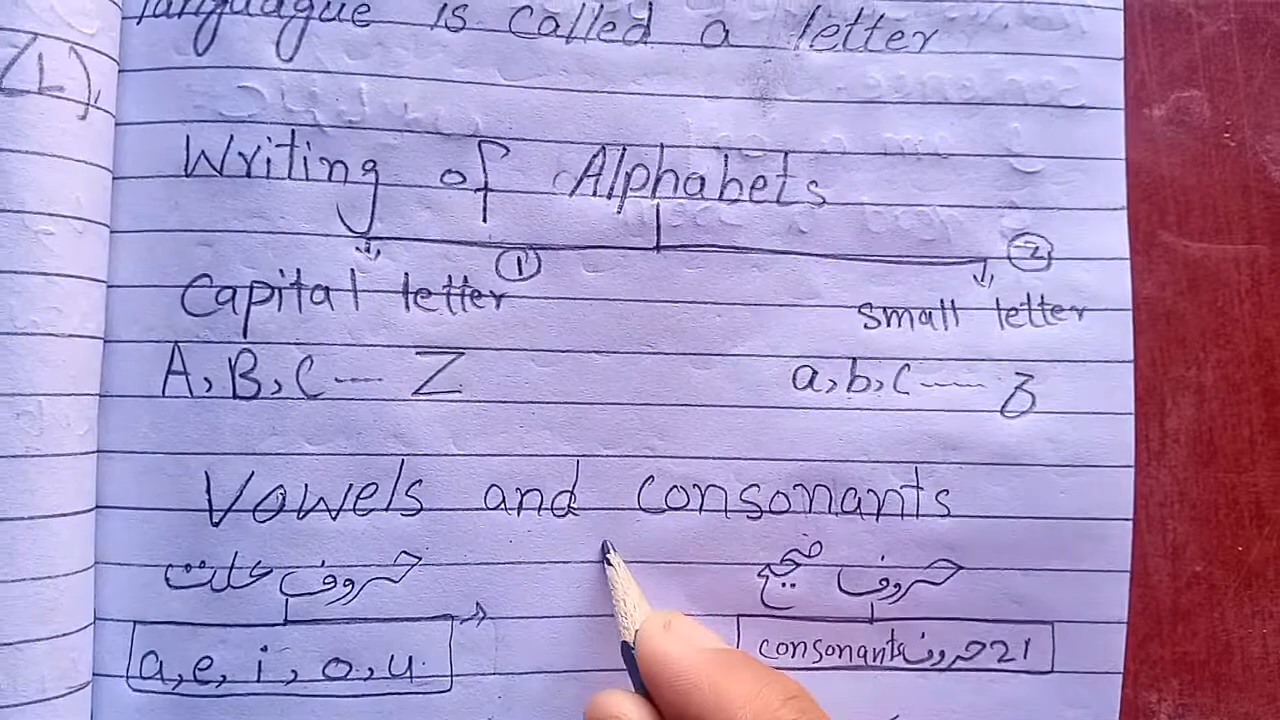 languague is called a letter
(L),
Writing of Alphabets
① ②
Capital letter small letter
A, B, C --- Z a, b, c ---- z
Vowels and consonants
حروف علت حروف صحیح
a, e, i, o, u. 21 حروف consonants